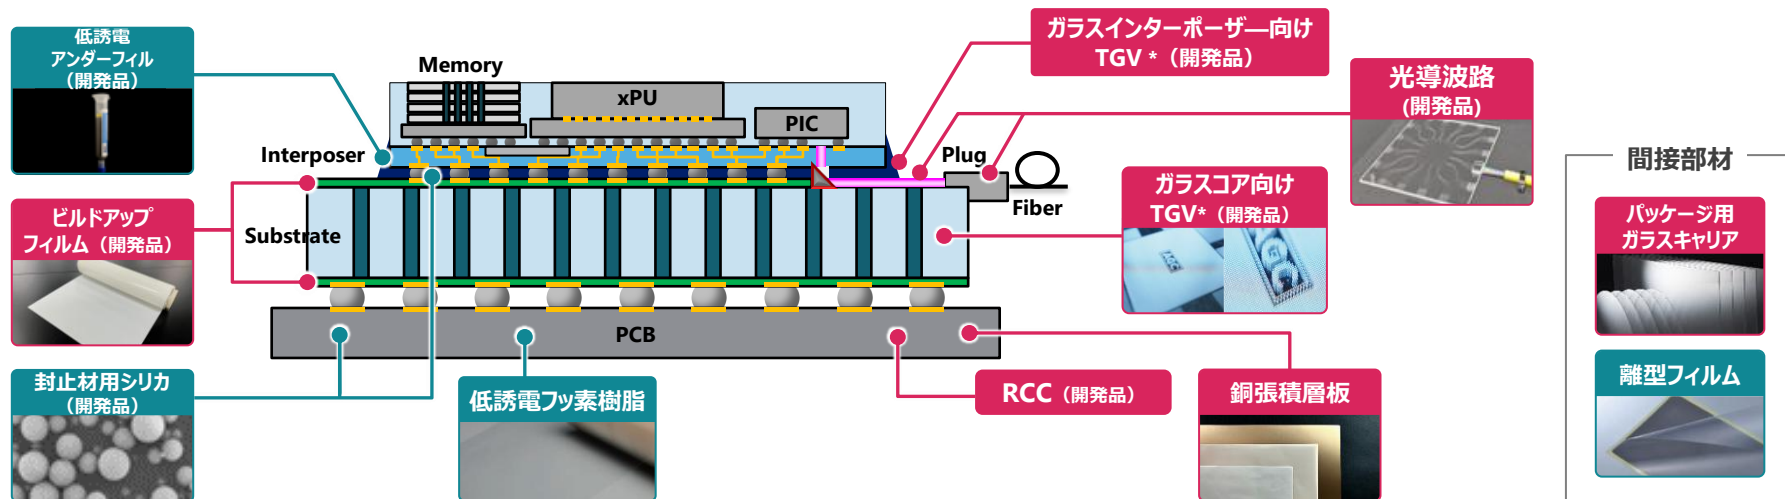 低誘電
アンダーフィル
（開発品）
Memory
xPU
PIC
Interposer
Substrate
Plug
Fiber
PCB
ガラスインターポーザ―向け
TGV *（開発品）
光導波路
(開発品)
ガラスコア向け
TGV*（開発品）
ビルドアップ
フィルム（開発品）
封止材用シリカ
（開発品）
低誘電フッ素樹脂
RCC（開発品）
銅張積層板
間接部材
パッケージ用
ガラスキャリア
離型フィルム